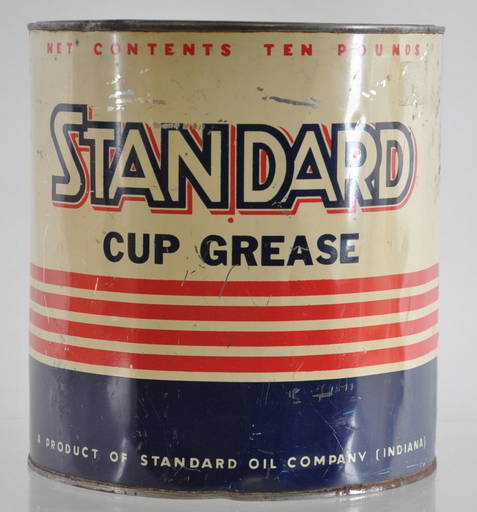 NET CONTENTS TEN POUNDS
STANDARD
CUP GREASE
A PRODUCT OF STANDARD OIL COMPANY (INDIANA)